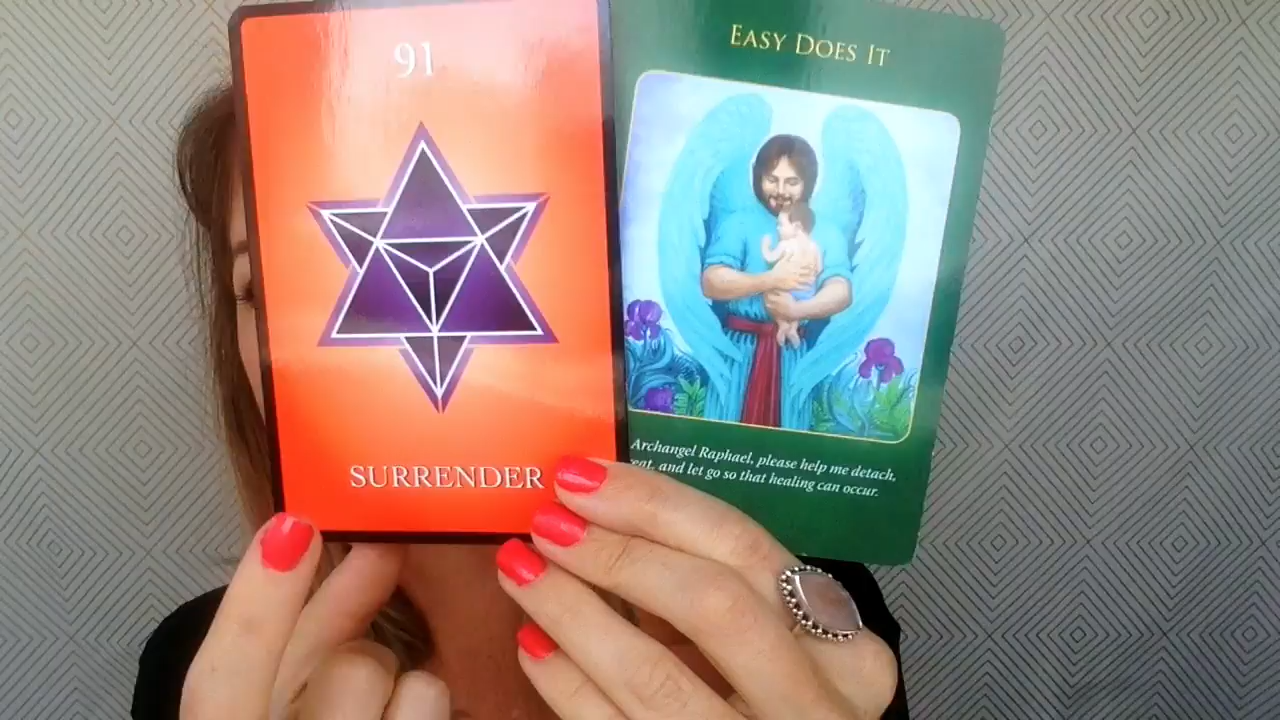 91
SURRENDER
EASY DOES IT
Archangel Raphael, please help me detach,
and let go so that healing can occur.